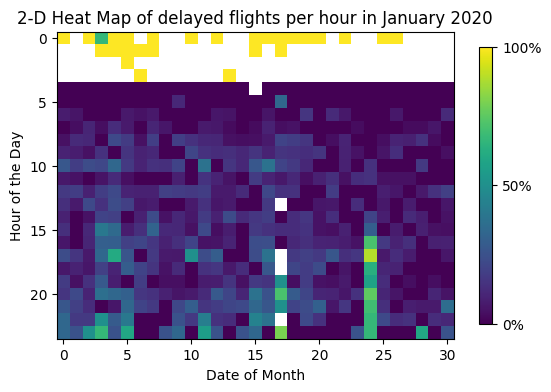 2-D Heat Map of delayed flights per hour in January 2020
Hour of the Day
0
5
10
15
20
0 5 10 15 20 25 30
Date of Month
100%
50%
0%